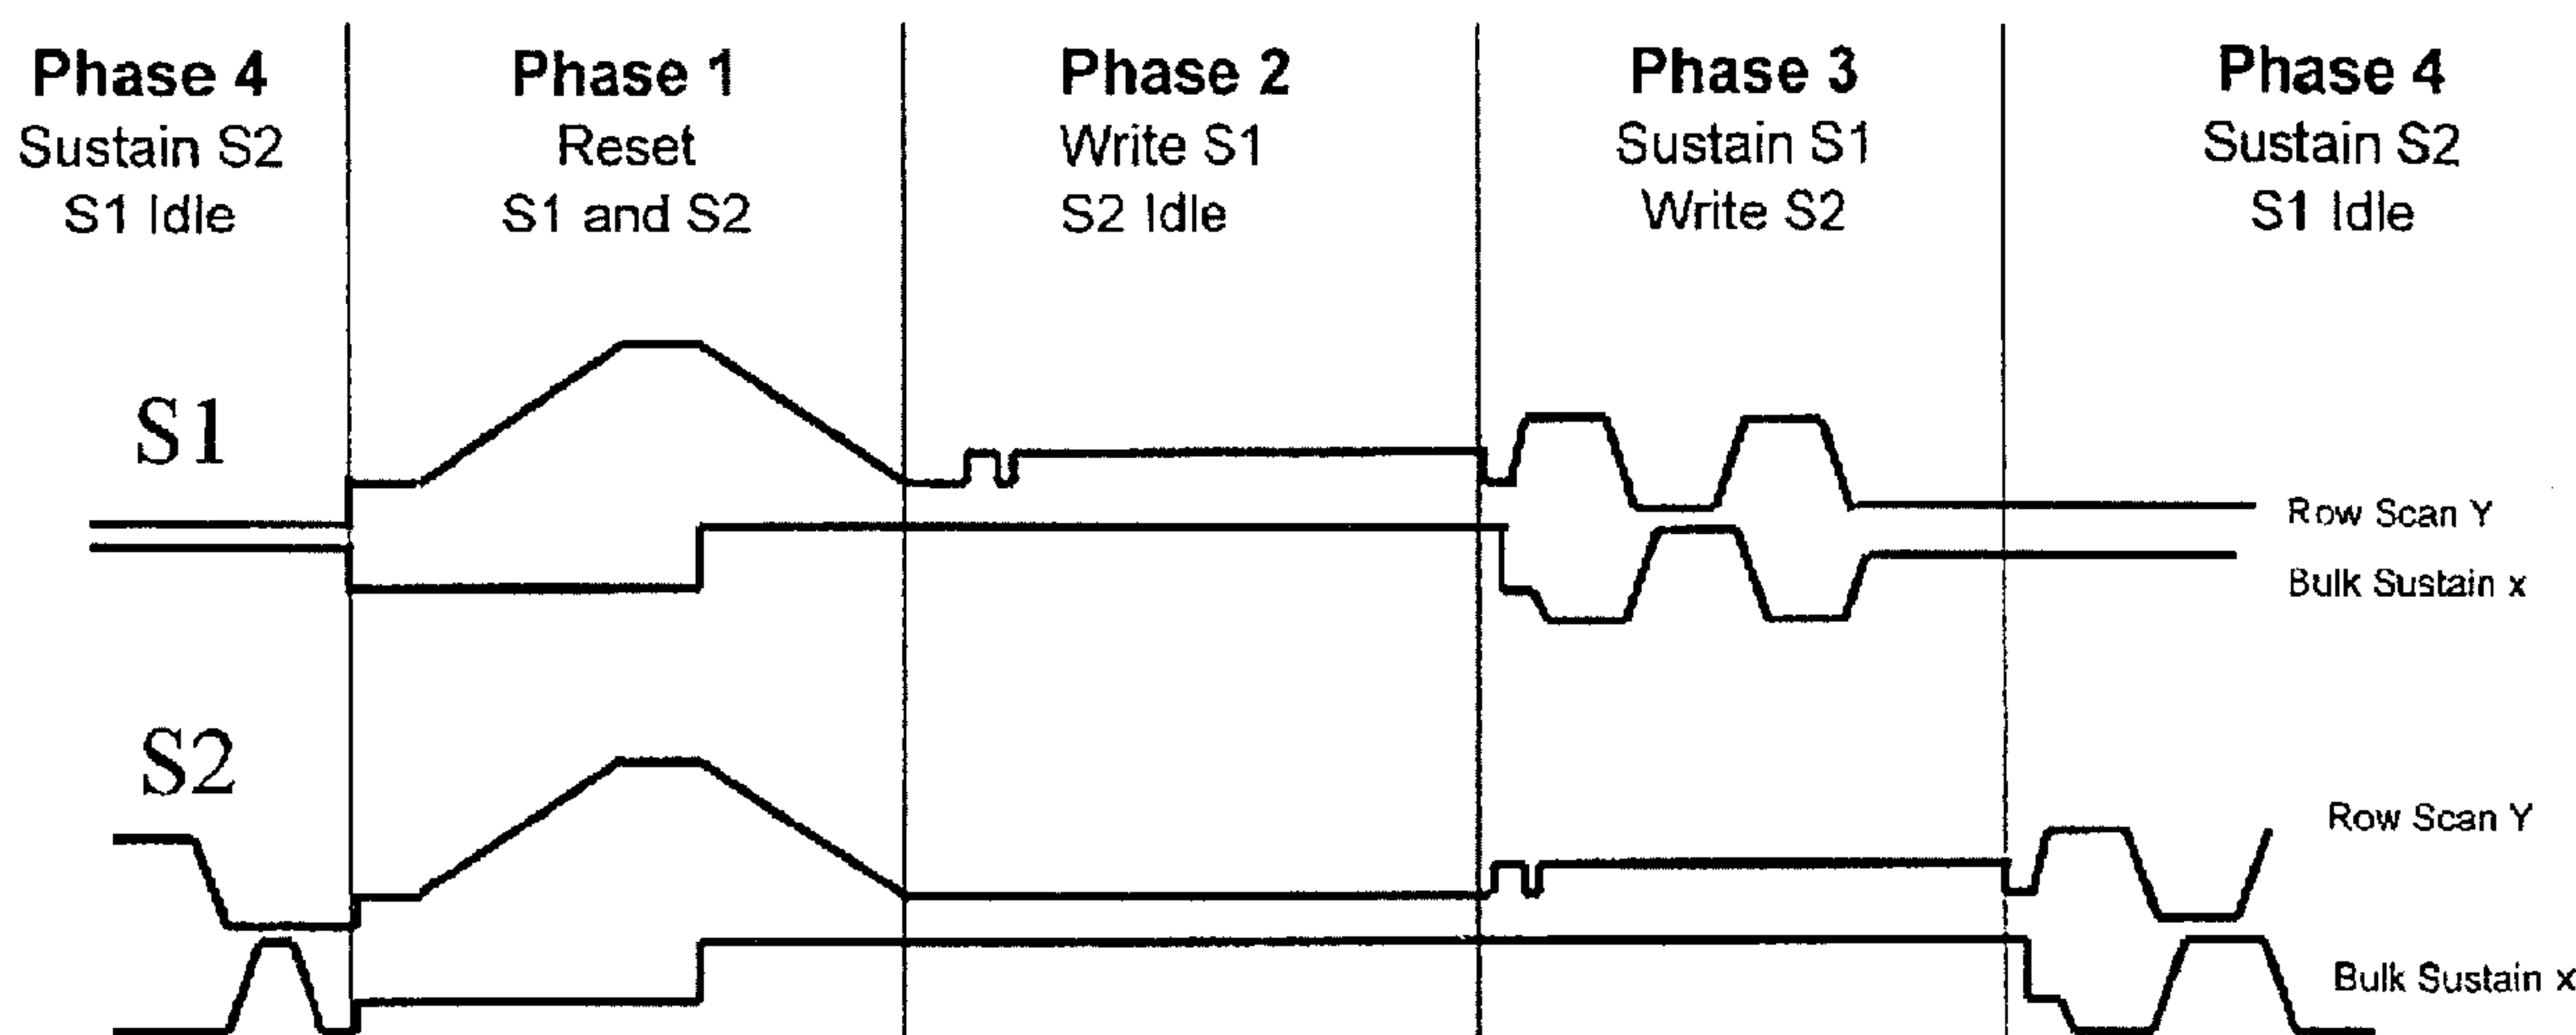 Phase 4
Sustain S2
S1 Idle
Phase 1
Reset
S1 and S2
Phase 2
Write S1
S2 Idle
Phase 3
Sustain S1
Write S2
Phase 4
Sustain S2
S1 Idle
S1
Row Scan Y
Bulk Sustain x
S2
Row Scan Y
Bulk Sustain x